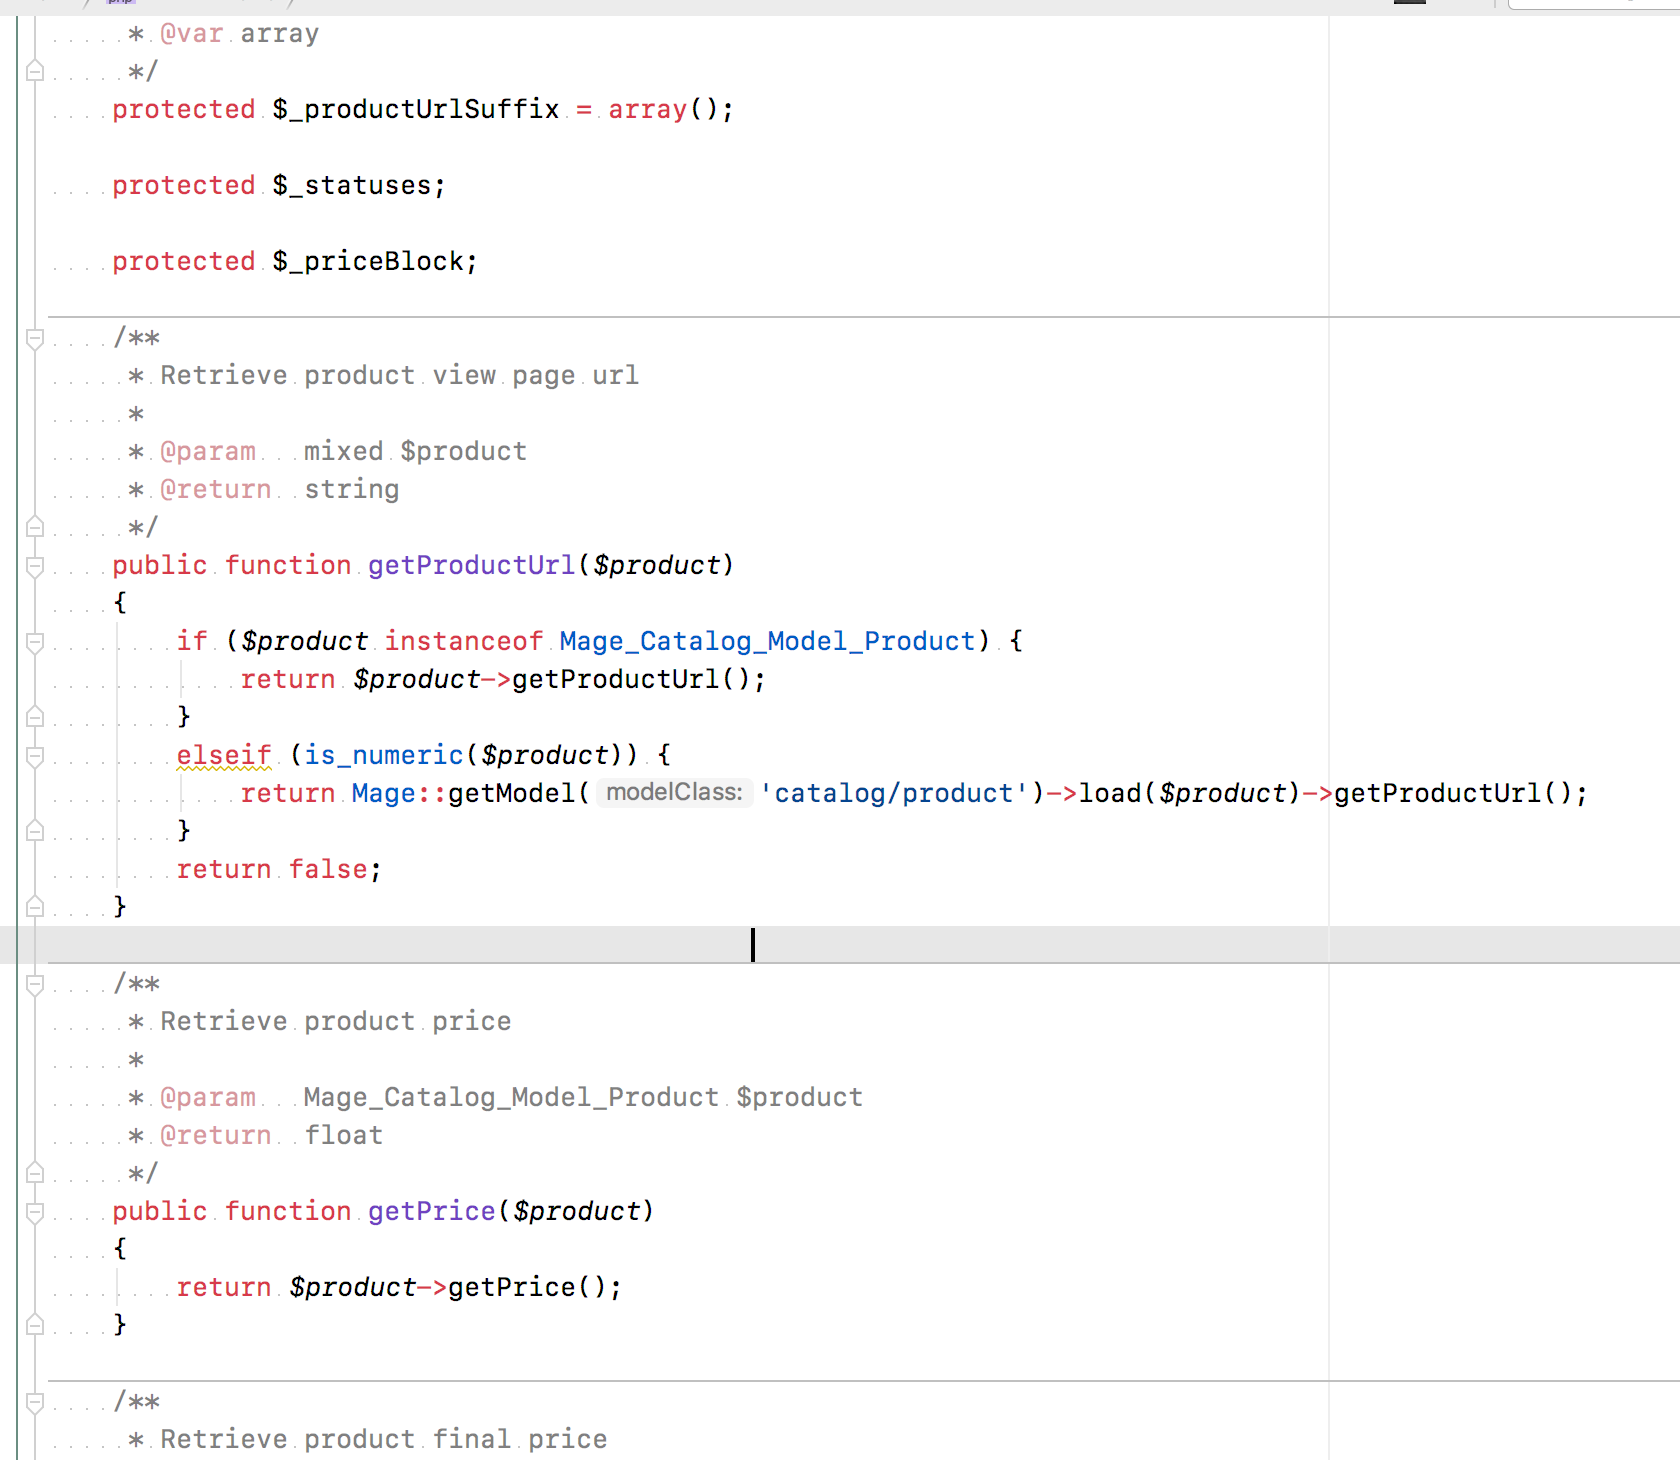 php
* @var array
*/
protected $_productUrlSuffix = array();
protected $_statuses;
protected $_priceBlock;
/**
* Retrieve product view page url
*
* @param   mixed $product
* @return  string
*/
public function getProductUrl($product)
{
if ($product instanceof Mage_Catalog_Model_Product) {
return $product->getProductUrl();
}
elseif (is_numeric($product)) {
return Mage::getModel( modelClass: 'catalog/product')->load($product)->getProductUrl();
}
return false;
}
/**
* Retrieve product price
*
* @param   Mage_Catalog_Model_Product $product
* @return  float
*/
public function getPrice($product)
{
return $product->getPrice();
}
/**
* Retrieve product final price